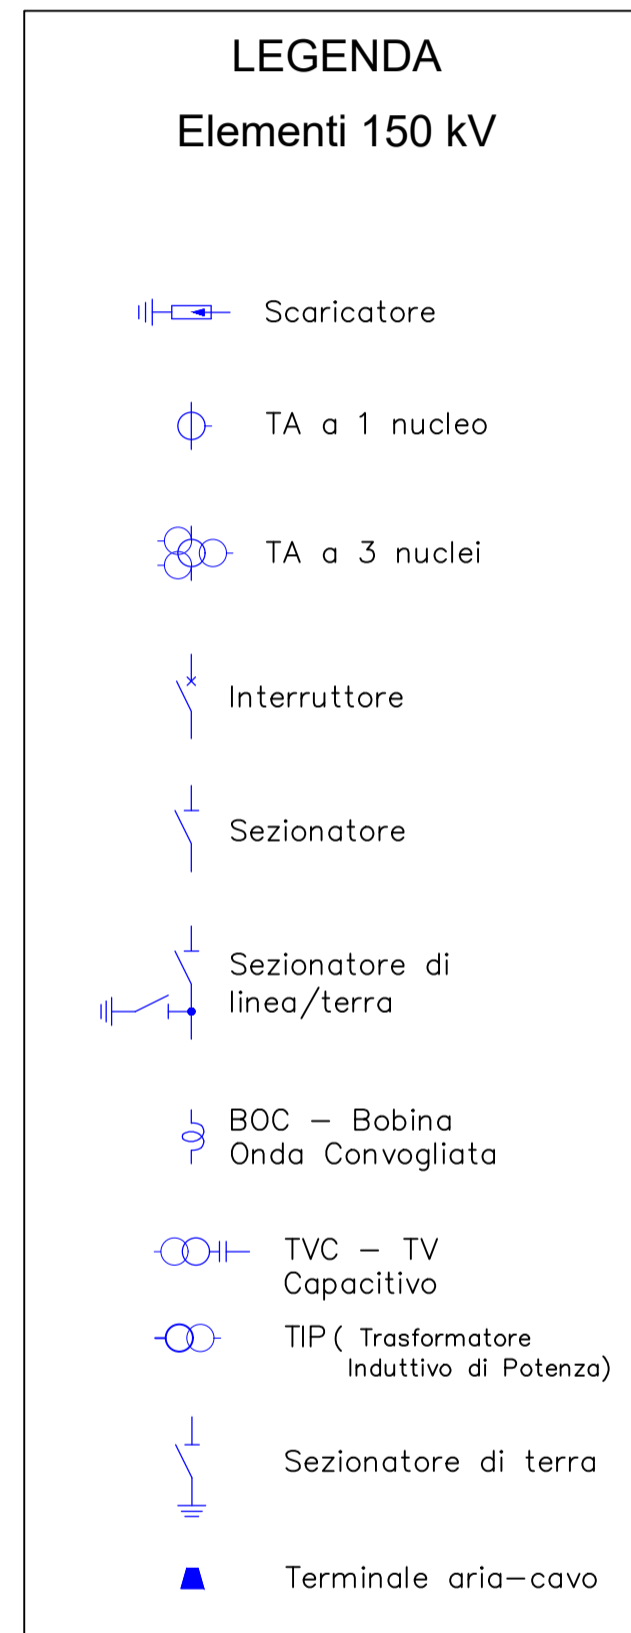 LEGENDA
Elementi 150 kV
Scaricatore
TA a 1 nucleo
TA a 3 nuclei
Interruttore
Sezionatore
Sezionatore di
linea/terra
BOC – Bobina
Onda Convogliata
TVC – TV
Capacitivo
TIP ( Trasformatore
Induttivo di Potenza)
Sezionatore di terra
Terminale aria–cavo